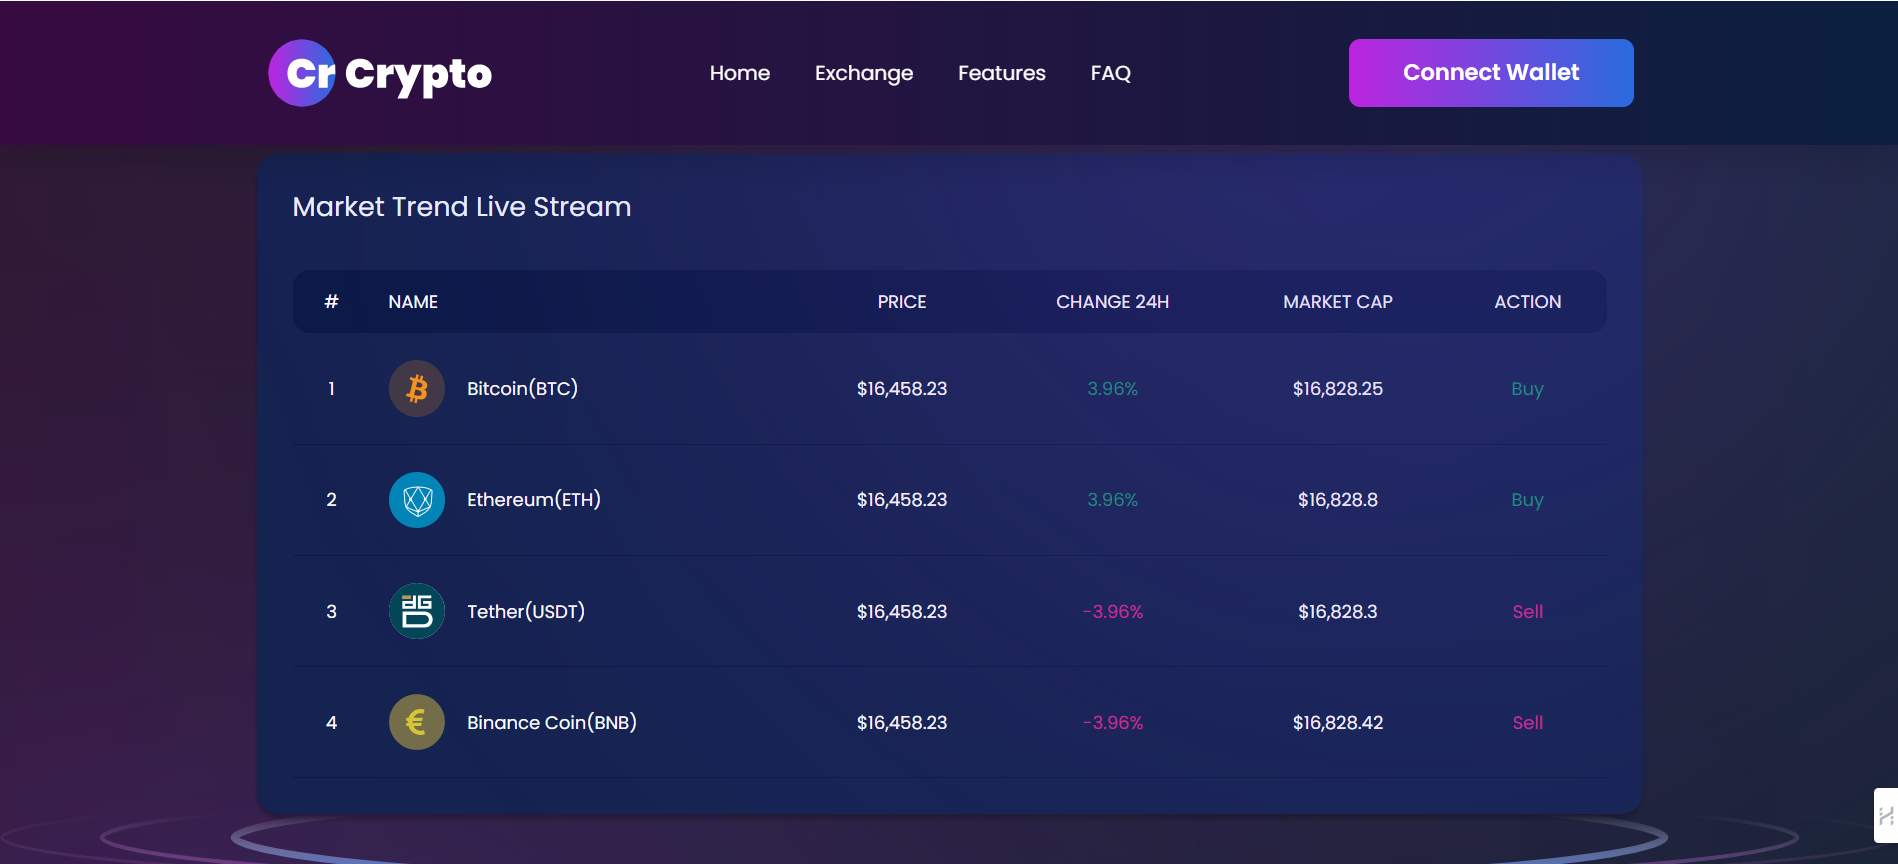 Cr Crypto
Home Exchange Features FAQ
Connect Wallet
Market Trend Live Stream
# NAME PRICE CHANGE 24H MARKET CAP ACTION
1 Bitcoin(BTC) $16,458.23 3.96% $16,828.25 Buy
2 Ethereum(ETH) $16,458.23 3.96% $16,828.8 Buy
3 Tether(USDT) $16,458.23 -3.96% $16,828.3 Sell
4 € Binance Coin(BNB) $16,458.23 -3.96% $16,828.42 Sell